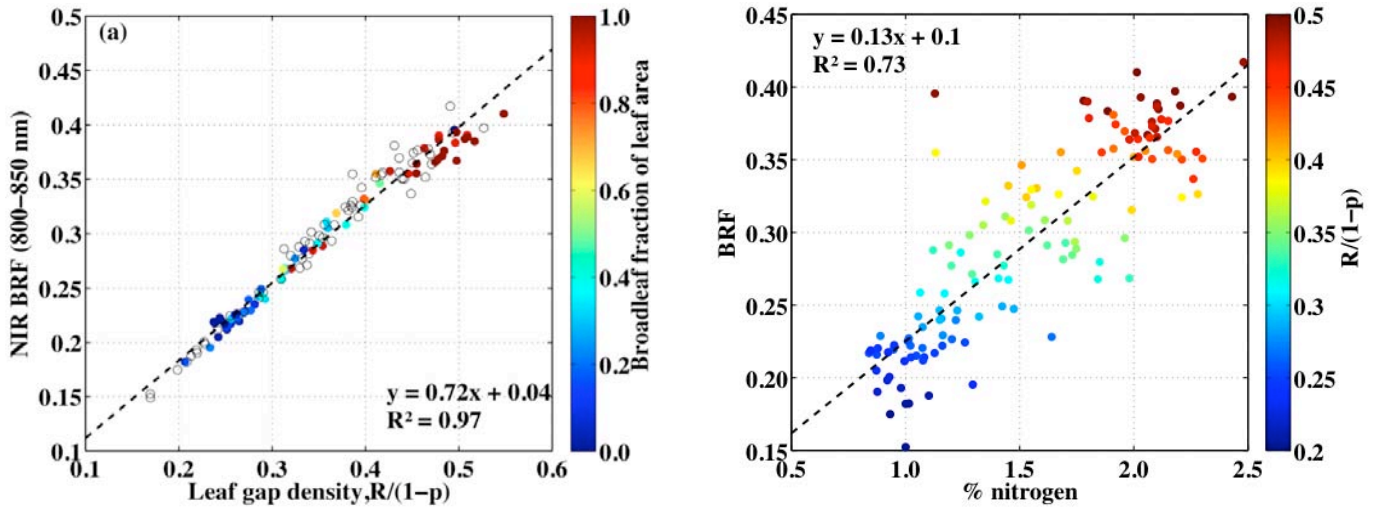 (a)
0.5
0.45
0.4
0.35
0.3
0.25
0.2
0.15
0.1
NIR BRF (800−850 nm)
0.1 0.2 0.3 0.4 0.5 0.6
Leaf gap density,R/(1−p)
y = 0.72x + 0.04
R² = 0.97
1.0
0.8
0.6
0.4
0.2
0.0
Broadleaf fraction of leaf area
y = 0.13x + 0.1
R² = 0.73
0.45
0.40
0.35
0.30
0.25
0.20
0.15
BRF
0.5 1.0 1.5 2.0 2.5
% nitrogen
0.5
0.45
0.4
0.35
0.3
0.25
0.2
R/(1−p)